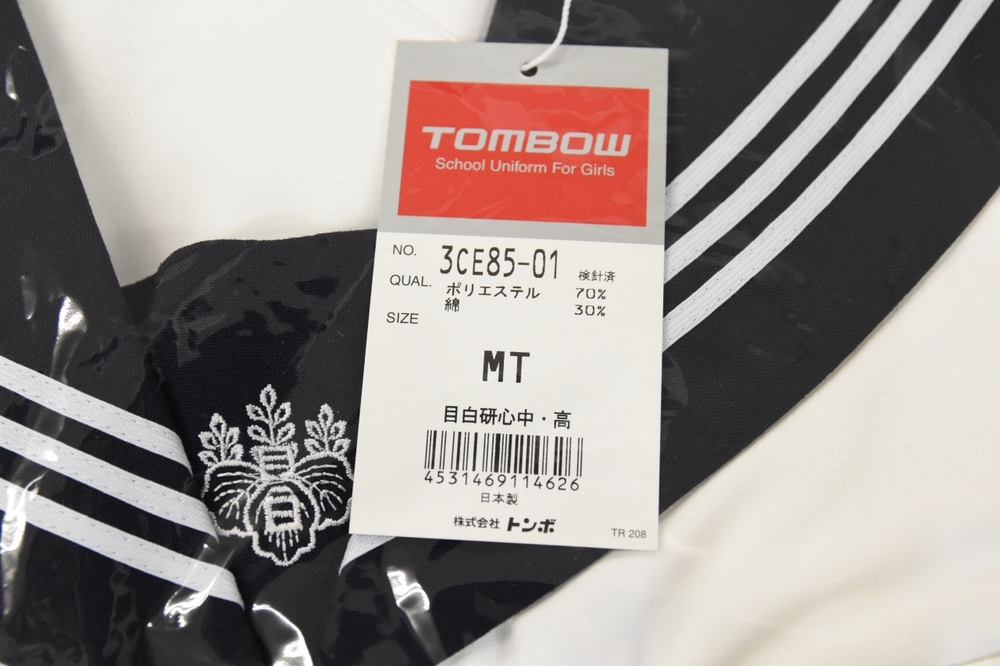 TOMBOW
School Uniform For Girls
NO. 3CE85-01 検針済
QUAL. ポリエステル 70%
綿 30%
SIZE
MT
目白研心中・高
4531469114626
日本製
株式会社 トンボ
TR 208